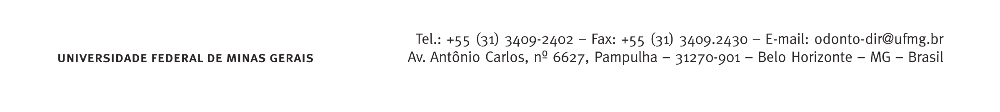 Tel.: +55 (31) 3409-2402 – Fax: +55 (31) 3409.2430 – E-mail: odonto-dir@ufmg.br
UNIVERSIDADE FEDERAL DE MINAS GERAIS
Av. Antônio Carlos, nº 6627, Pampulha – 31270-901 – Belo Horizonte – MG – Brasil